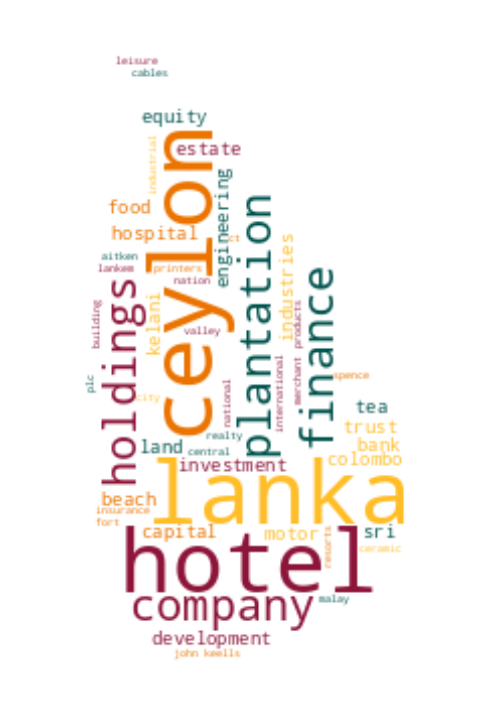 leisure
cables
equity
industrial
estate
ceylon
engineering
food
plantation
hospital
ct
industries
aitken
lankem
printers
nation
finance
holdings
kelani
building
valley
merchant products
international
plc
spence
national
city
tea
trust
realty
land
central
bank
investment
colombo
lanka
beach
insurance
fort
capital
motor
resorts
sri
hotel
ceramic
company
malay
development
john keells